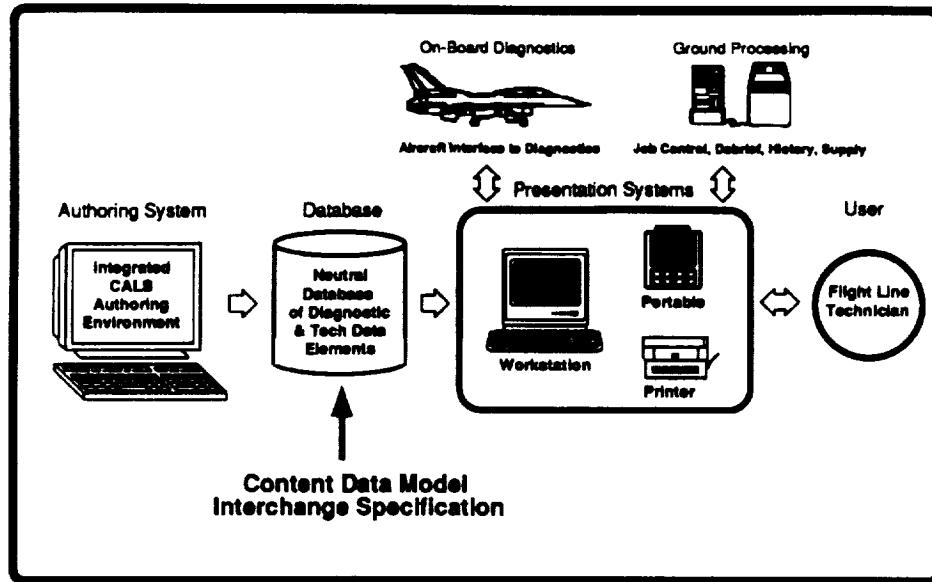 On-Board Diagnostics
Ground Processing
Aircraft Interface to Diagnostics
Job Control, Debrief, History, Supply
Presentation Systems
Authoring System
Database
User
Integrated
CALS
Authoring
Environment
Neutral
Database
of Diagnostic
& Tech Data
Elements
Workstation
Portable
Printer
Flight Line
Technician
Content Data Model
Interchange Specification